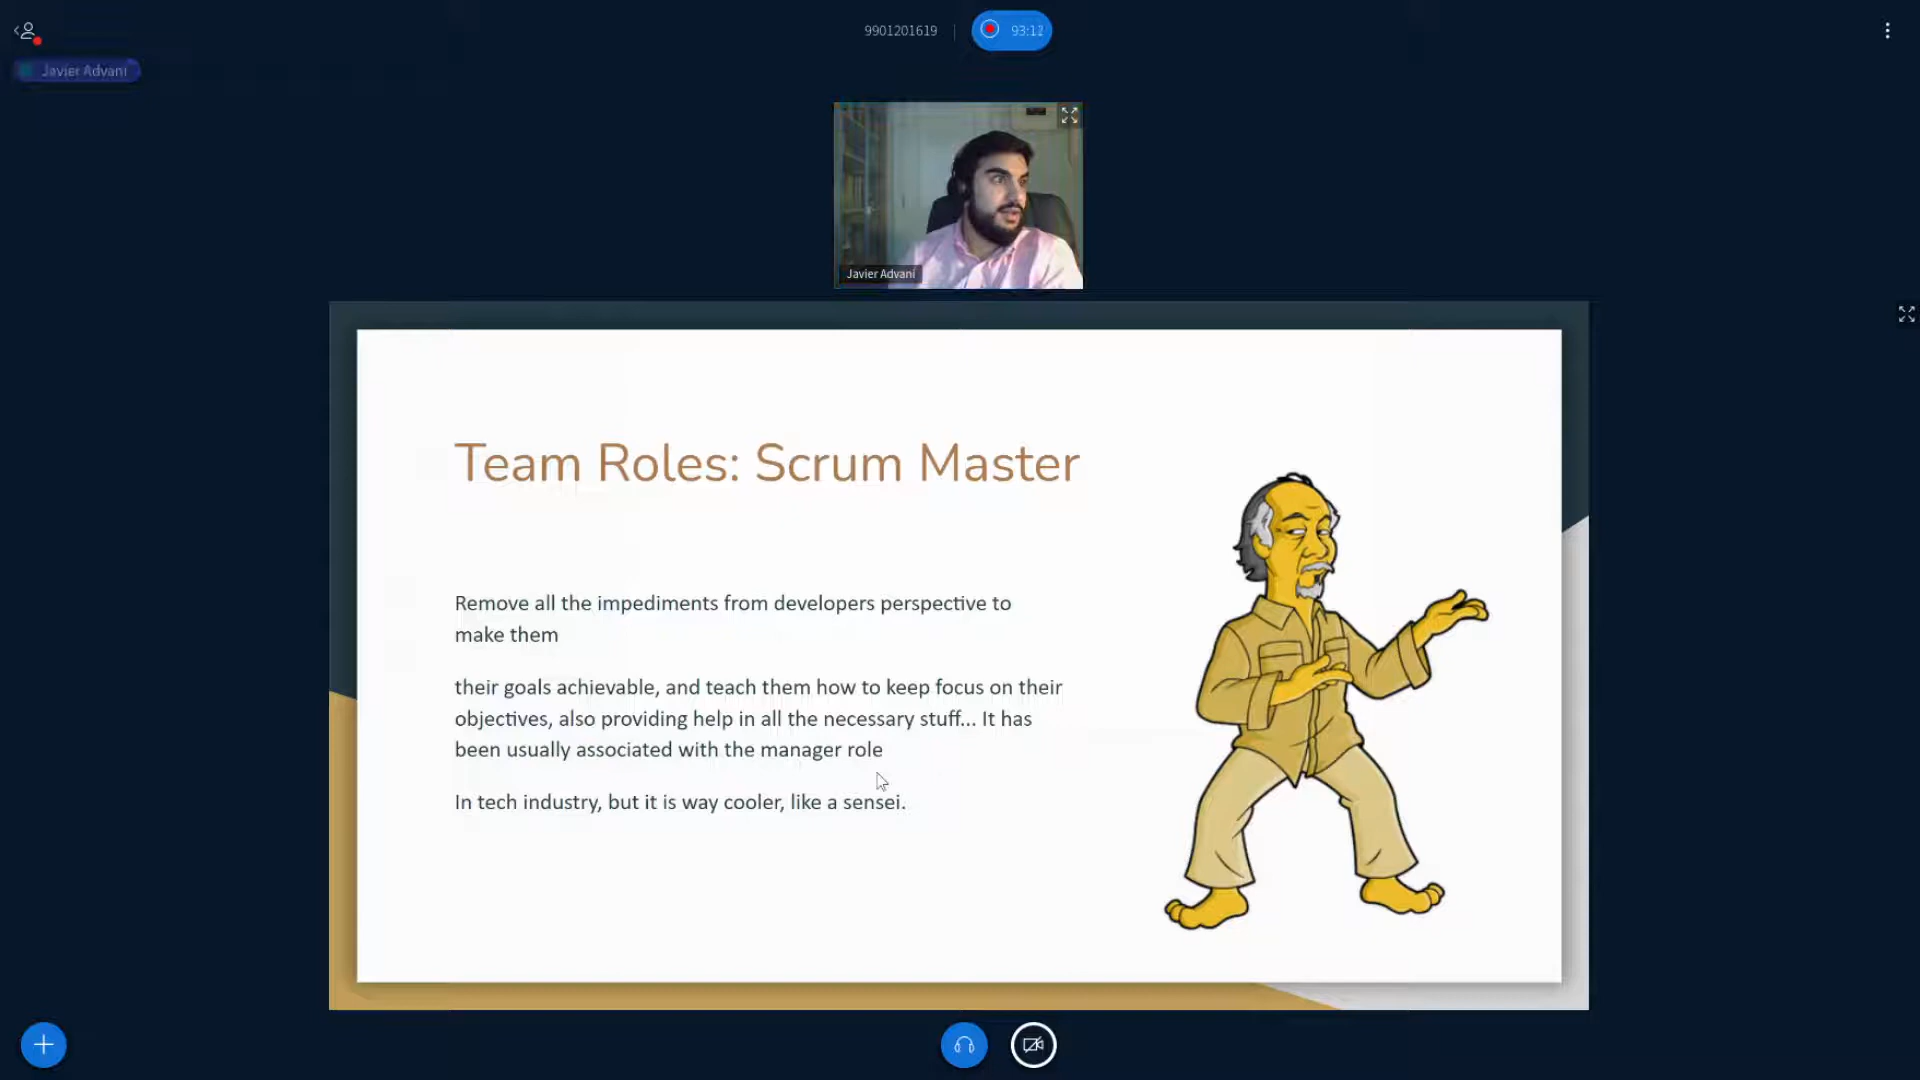 9901201619
93:12
Javier Advani
Javier Advani
Team Roles: Scrum Master
Remove all the impediments from developers perspective to
make them
their goals achievable, and teach them how to keep focus on their
objectives, also providing help in all the necessary stuff... It has
been usually associated with the manager role
In tech industry, but it is way cooler, like a sensei.